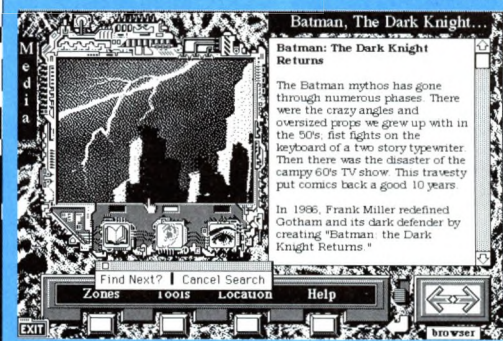 Batman, The Dark Knight...
Media
Batman: The Dark Knight
Returns
The Batman mythos has gone
through numerous phases. There
were the crazy angles and
oversized props we grew up with in
the 50's; fist fights on the
keyboard of a two story typewriter.
Then there was the disaster of the
campy 60's TV show. This travesty
put comics back a good 10 years.
In 1986, Frank Miller redefined
Gotham and its dark defender by
creating "Batman: the Dark
Knight Returns."
Find Next? Cancel Search
Zones Tools Location Help
EXIT
browser